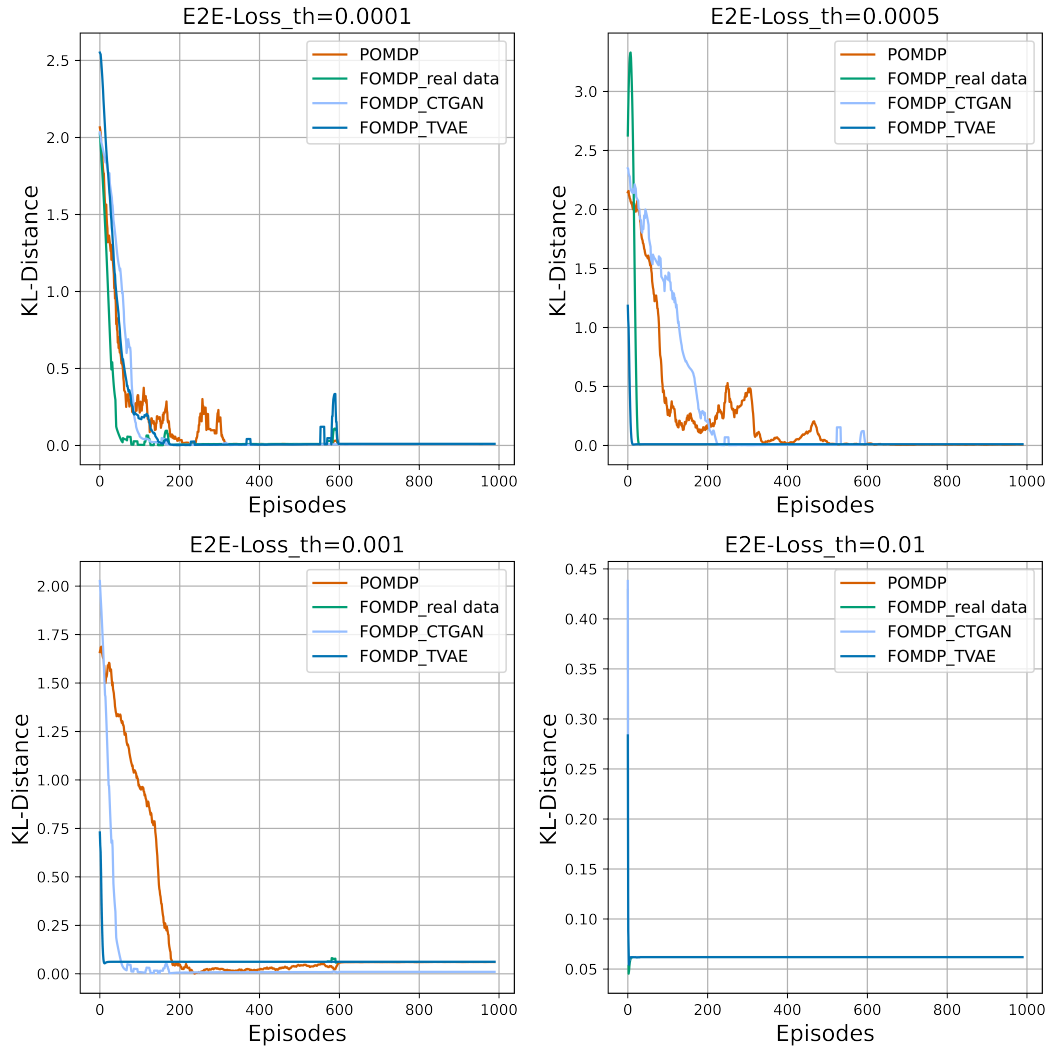 E2E-Loss_th=0.0001
KL-Distance
2.5
2.0
1.5
1.0
0.5
0.0
POMDP
FOMDP_real data
FOMDP_CTGAN
FOMDP_TVAE
0 200 400 600 800 1000
Episodes
E2E-Loss_th=0.0005
KL-Distance
3.0
2.5
2.0
1.5
1.0
0.5
0.0
POMDP
FOMDP_real data
FOMDP_CTGAN
FOMDP_TVAE
0 200 400 600 800 1000
Episodes
E2E-Loss_th=0.001
KL-Distance
2.00
1.75
1.50
1.25
1.00
0.75
0.50
0.25
0.00
POMDP
FOMDP_real data
FOMDP_CTGAN
FOMDP_TVAE
0 200 400 600 800 1000
Episodes
E2E-Loss_th=0.01
KL-Distance
0.45
0.40
0.35
0.30
0.25
0.20
0.15
0.10
0.05
POMDP
FOMDP_real data
FOMDP_CTGAN
FOMDP_TVAE
0 200 400 600 800 1000
Episodes